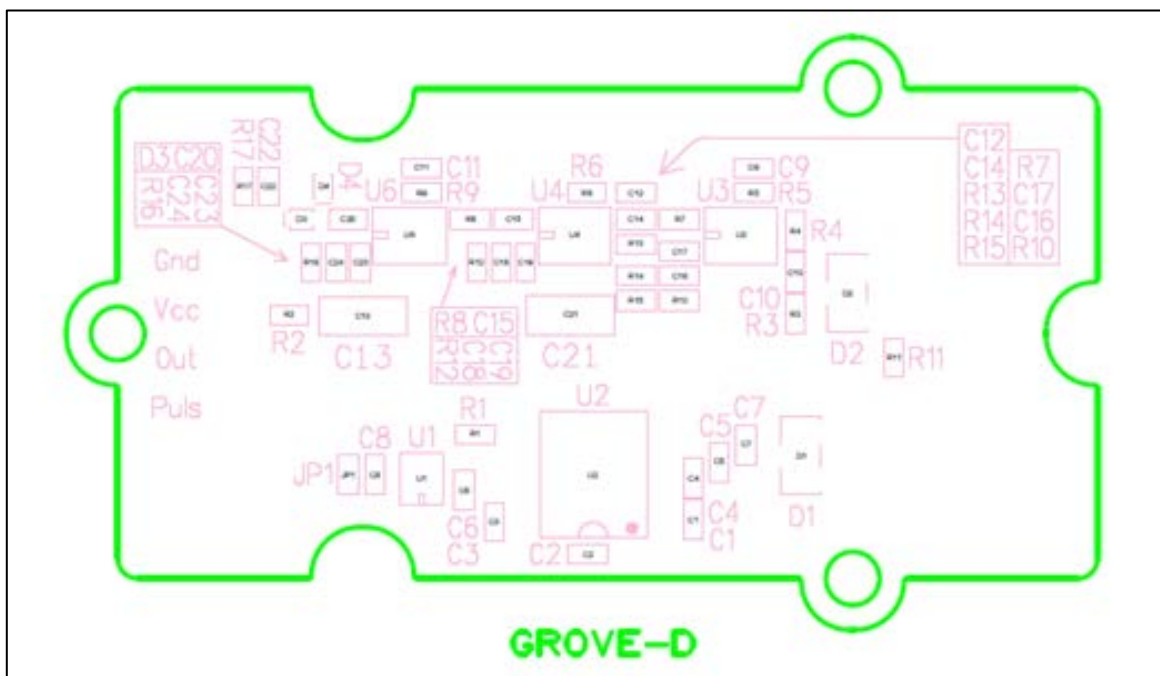 R17 C22
D3 C20
R16 C24 C23
D4
C11
U6
R9
R6
U4
C9
U3
R5
C12
C14 R7
R13 C17
R14 C16
R15 R10
R4
Gnd
Vcc
Out
Puls
R2
C13
R8 C15
R12 C18 C19
C21
C10
R3
D2
R11
R1
U2
C8
U1
JP1
C6
C3
C2
C7
C5
C4
C1
D1
GROVE-D